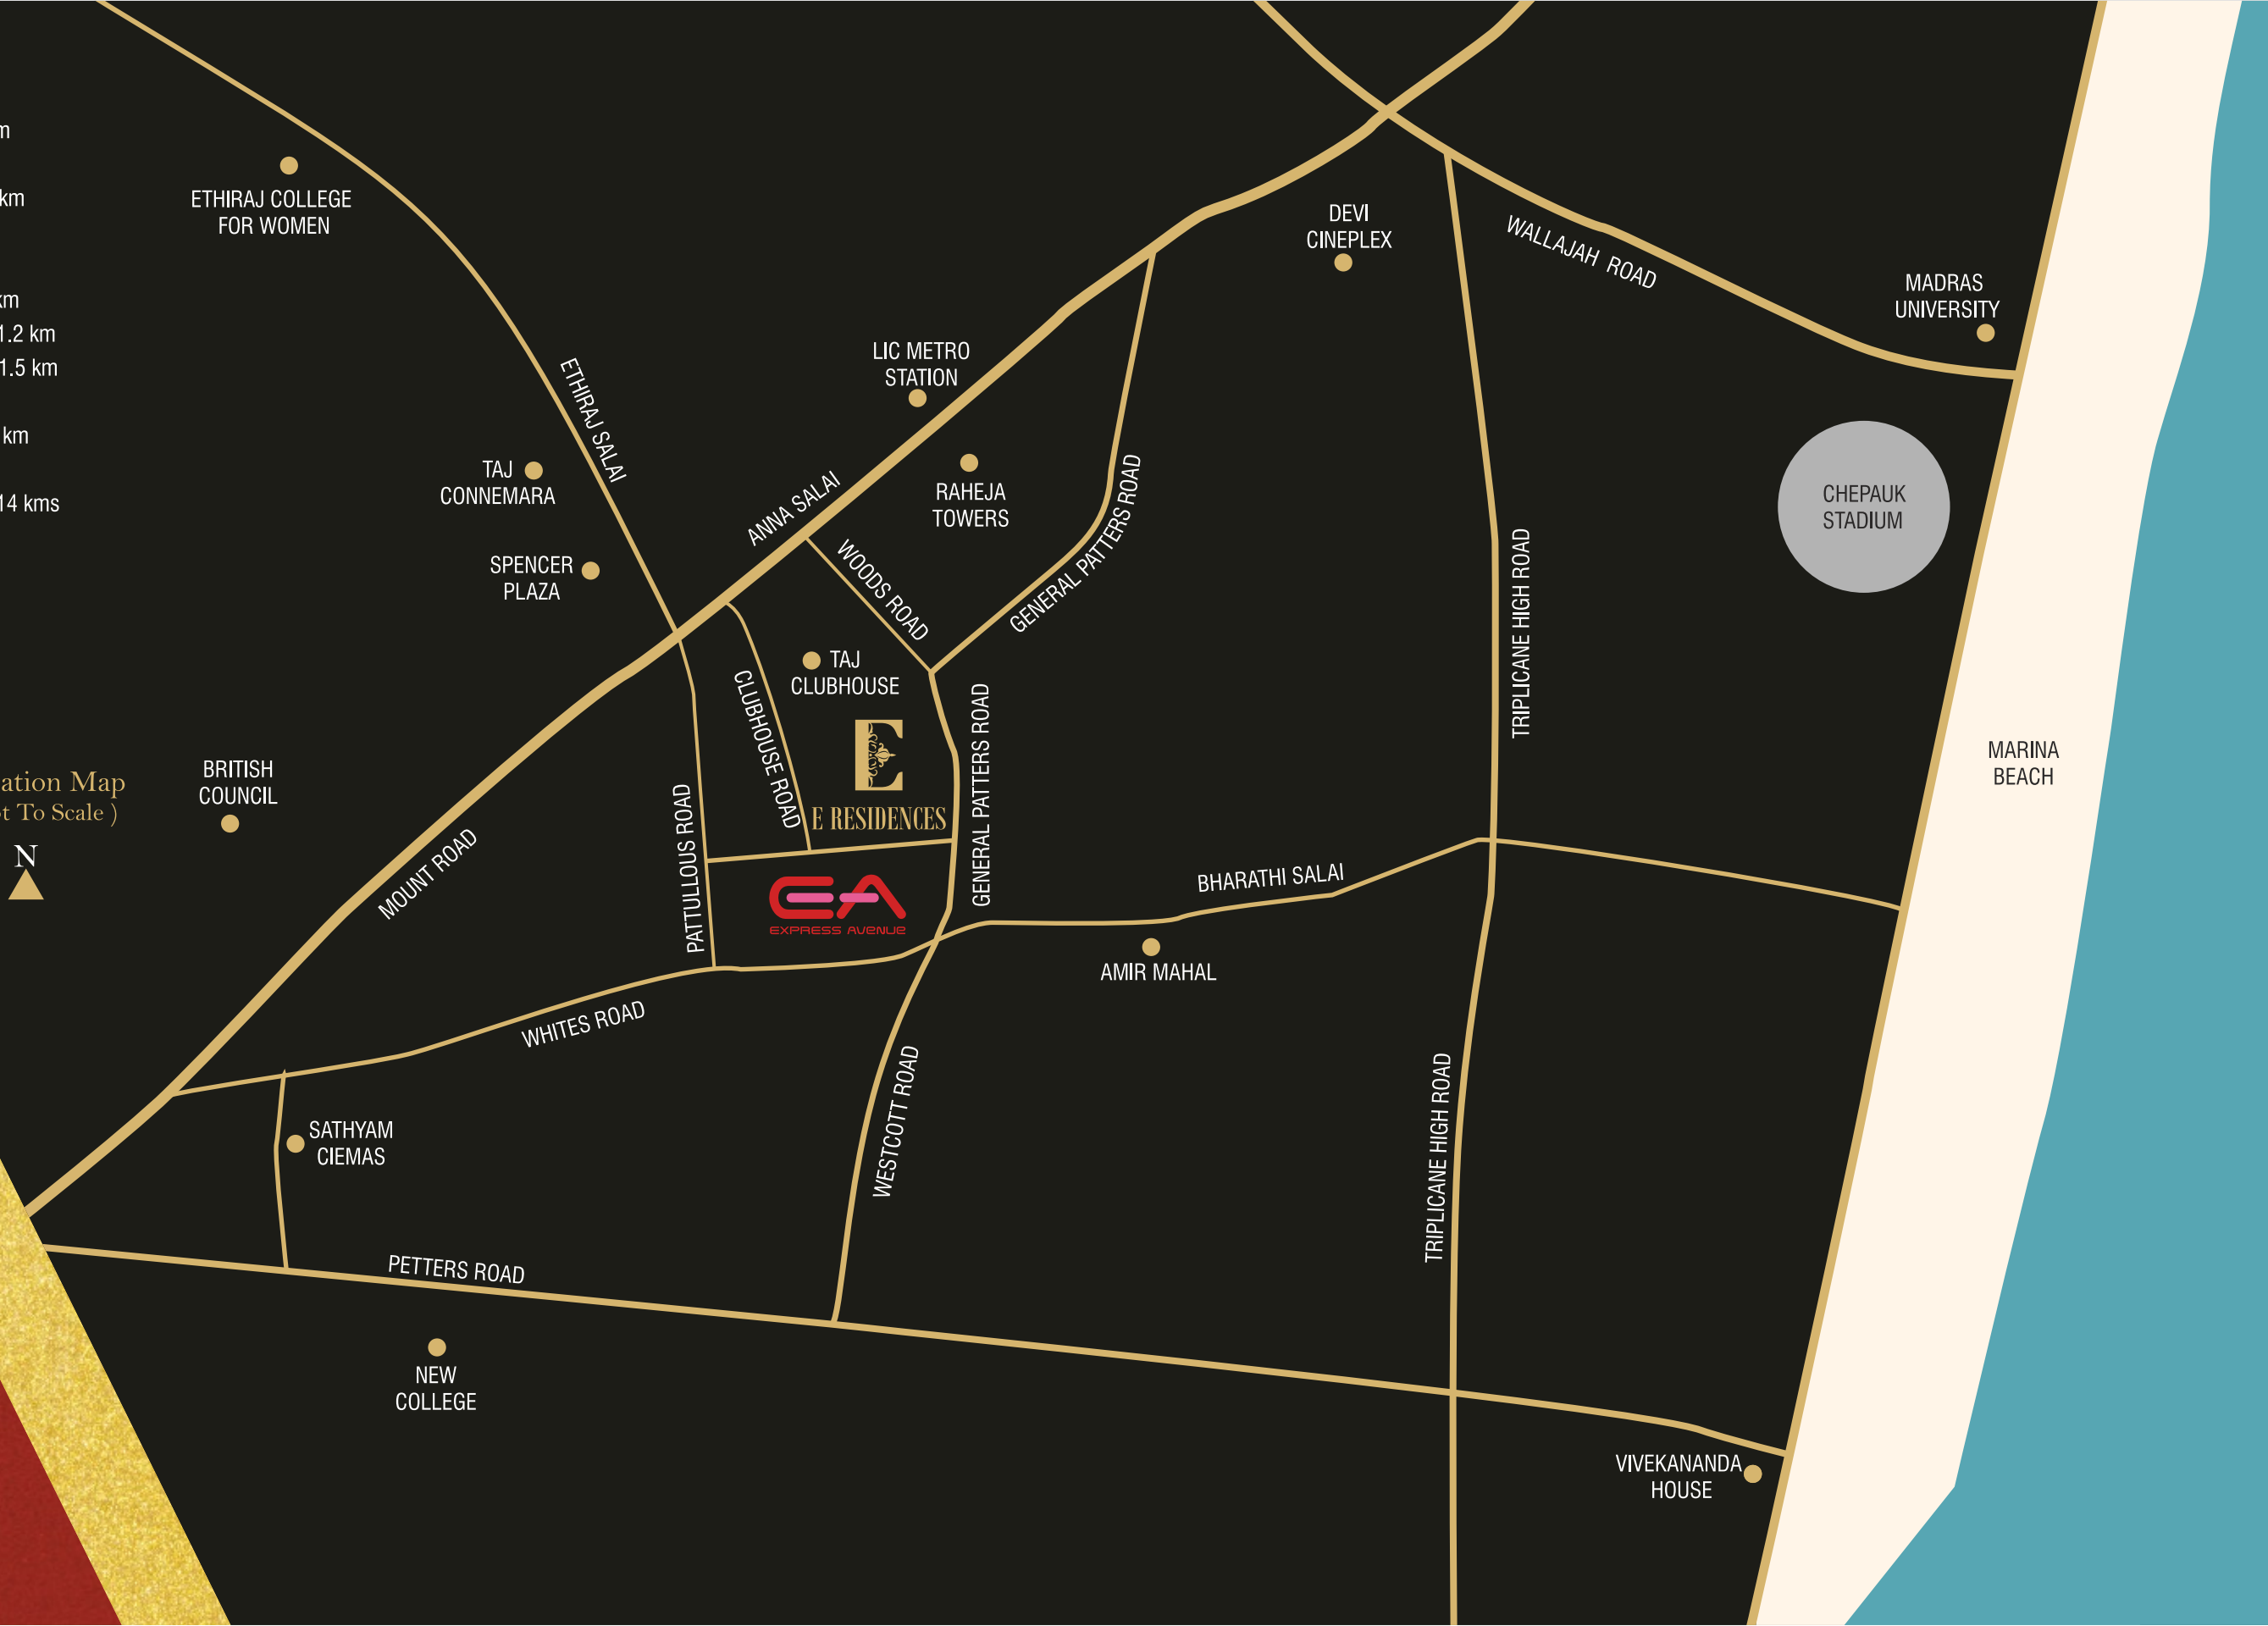 m
km
km
1.2 km
1.5 km
km
14 kms
ation Map
t To Scale )
N
ETHIRAJ COLLEGE
FOR WOMEN
ETHIRAJ SALAI
TAJ
CONNEMARA
SPENCER
PLAZA
BRITISH
COUNCIL
MOUNT ROAD
ANNA SALAI
LIC METRO
STATION
RAHEJA
TOWERS
WOODS ROAD
GENERAL PATTERS ROAD
DEVI
CINEPLEX
WALLAJAH ROAD
MADRAS
UNIVERSITY
CHEPAUK
STADIUM
TRIPLICANE HIGH ROAD
MARINA
BEACH
TAJ
CLUBHOUSE
CLUBHOUSE ROAD
E
E RESIDENCES
GENERAL PATTERS ROAD
PATTULLOUS ROAD
EA
EXPRESS AVENUE
BHARATHI SALAI
AMIR MAHAL
WHITES ROAD
WESTCOTT ROAD
TRIPLICANE HIGH ROAD
SATHYAM
CIEMAS
PETTERS ROAD
NEW
COLLEGE
VIVEKANANDA
HOUSE